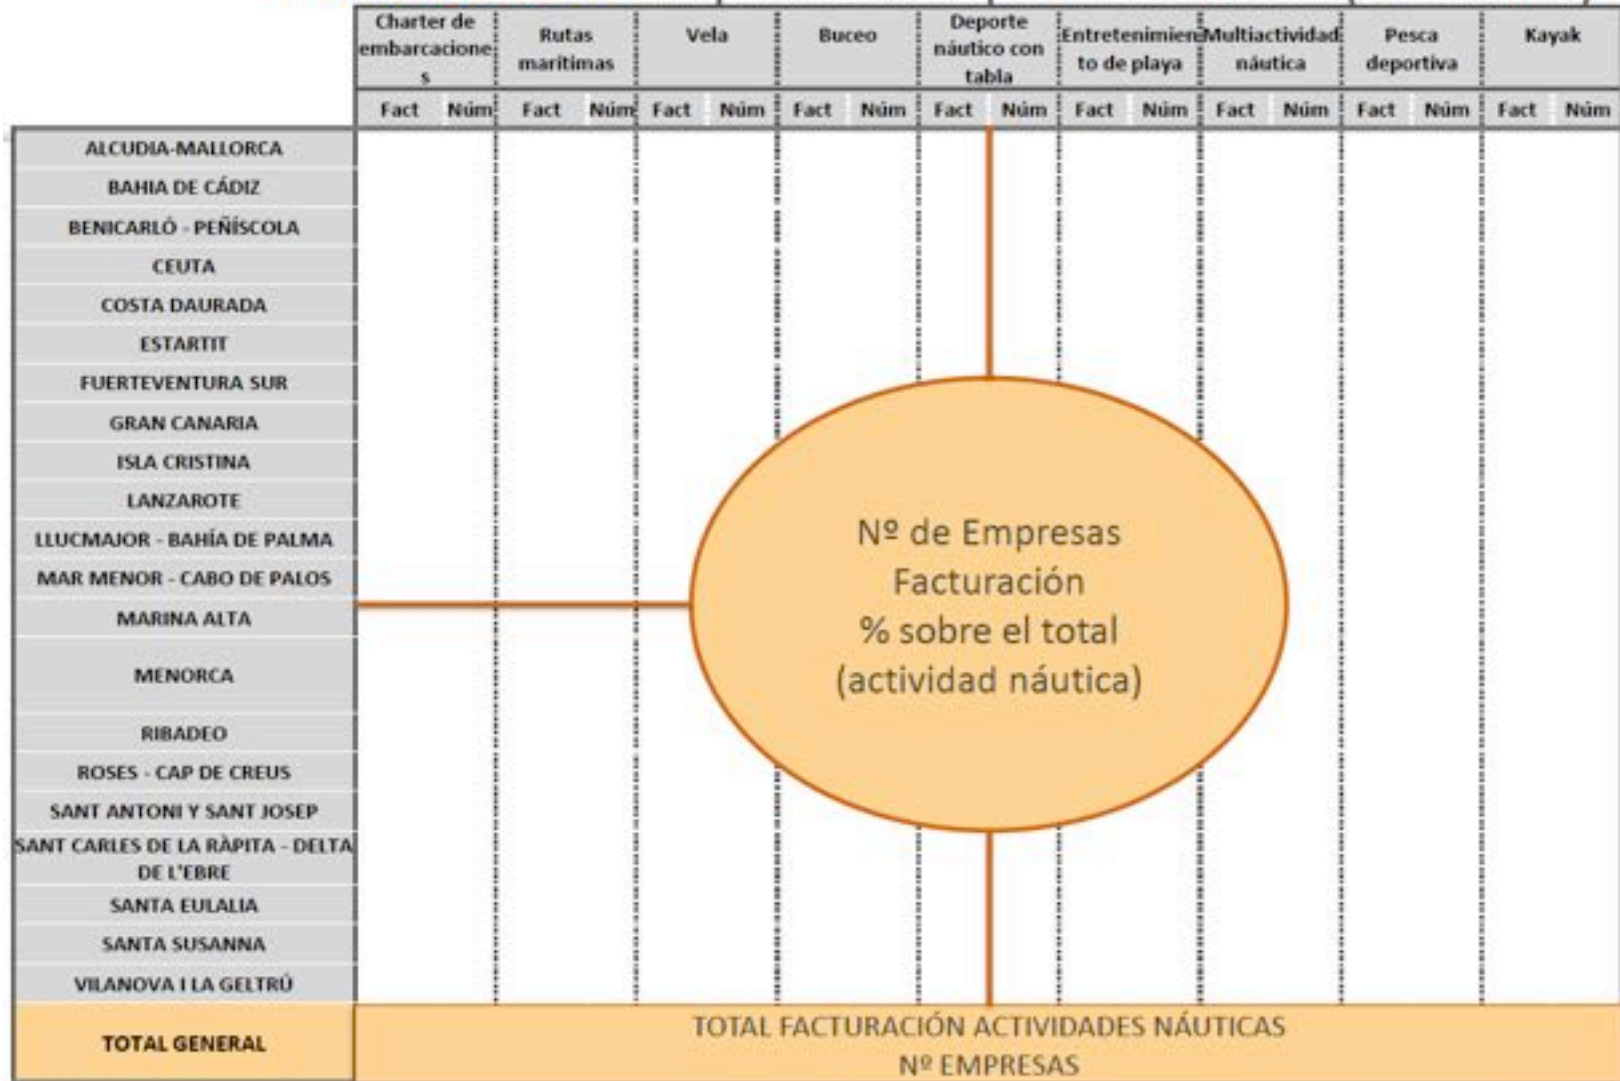 Charter de embarcaciones
Rutas marítimas
Vela
Buceo
Deporte náutico con tabla
Entretenimiento de playa
Multiactividad náutica
Pesca deportiva
Kayak
Fact Núm Fact Núm Fact Núm Fact Núm Fact Núm Fact Núm Fact Núm Fact Núm Fact Núm
ALCUDIA-MALLORCA
BAHIA DE CÁDIZ
BENICARLÓ - PEÑÍSCOLA
CEUTA
COSTA DAURADA
ESTARTIT
FUERTEVENTURA SUR
GRAN CANARIA
ISLA CRISTINA
LANZAROTE
LLUCMAJOR - BAHÍA DE PALMA
MAR MENOR - CABO DE PALOS
MARINA ALTA
MENORCA
RIBADEO
ROSES - CAP DE CREUS
SANT ANTONI Y SANT JOSEP
SANT CARLES DE LA RÀPITA - DELTA
DE L'EBRE
SANTA EULALIA
SANTA SUSANNA
VILANOVA I LA GELTRÚ
Nº de Empresas
Facturación
% sobre el total
(actividad náutica)
TOTAL GENERAL
TOTAL FACTURACIÓN ACTIVIDADES NÁUTICAS
Nº EMPRESAS